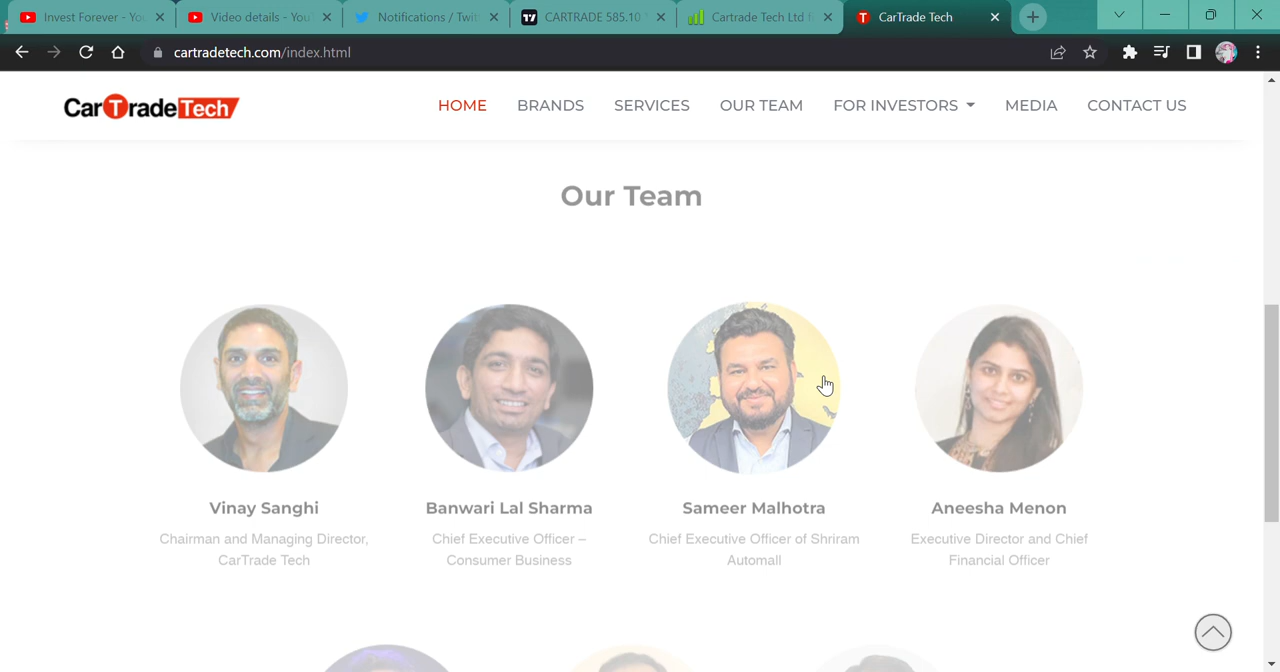 Invest Forever - You
Video details - YouT
Notifications / Twit
CARTRADE 585.10
Cartrade Tech Ltd f
CarTrade Tech
cartradetech.com/index.html
CarTradeTech
HOME
BRANDS
SERVICES
OUR TEAM
FOR INVESTORS
MEDIA
CONTACT US
Our Team
Vinay Sanghi
Chairman and Managing Director,
CarTrade Tech
Banwari Lal Sharma
Chief Executive Officer –
Consumer Business
Sameer Malhotra
Chief Executive Officer of Shriram
Automall
Aneesha Menon
Executive Director and Chief
Financial Officer